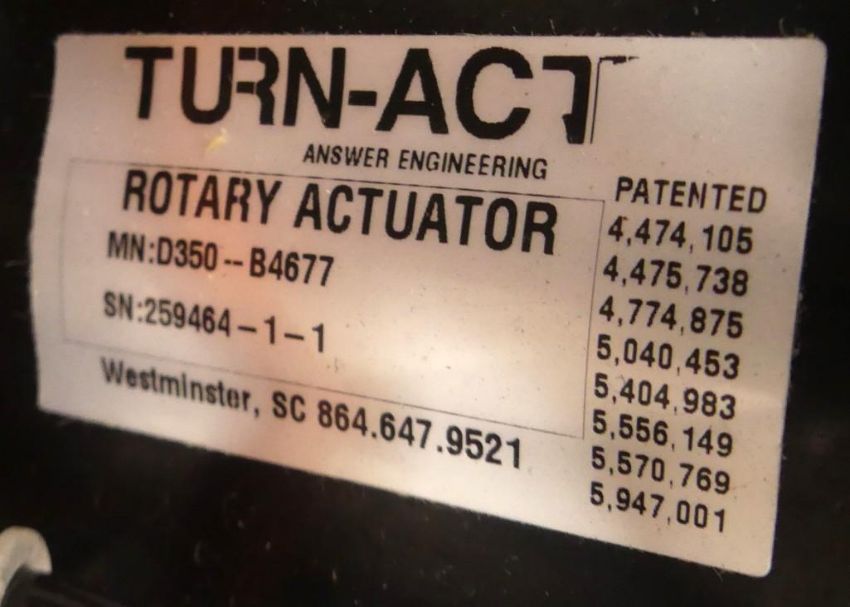 TURN-ACT
ANSWER ENGINEERING
ROTARY ACTUATOR
MN:D350--B4677
SN:259464-1-1
Westminster, SC 864.647.9521
PATENTED
4,474,105
4,475,738
4,774,875
5,040,453
5,404,983
5,556,149
5,570,769
5,947,001